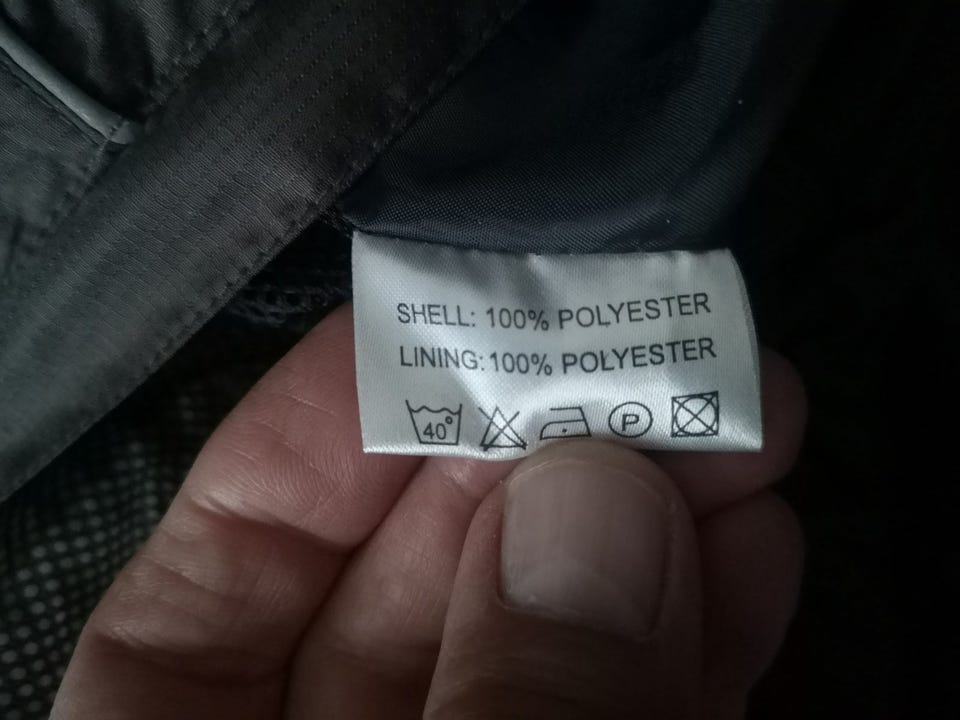 SHELL: 100% POLYESTER
LINING: 100% POLYESTER
40° P